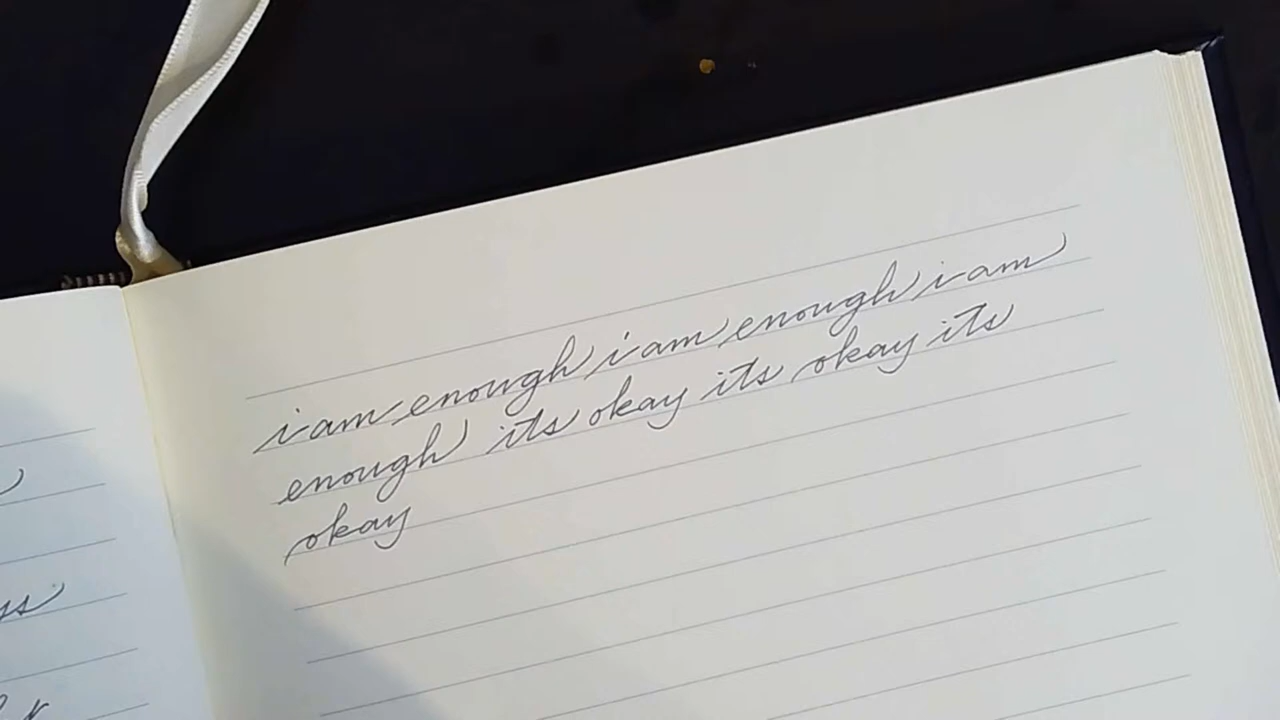 i am enough i am enough i am
enough its okay its okay its
okay